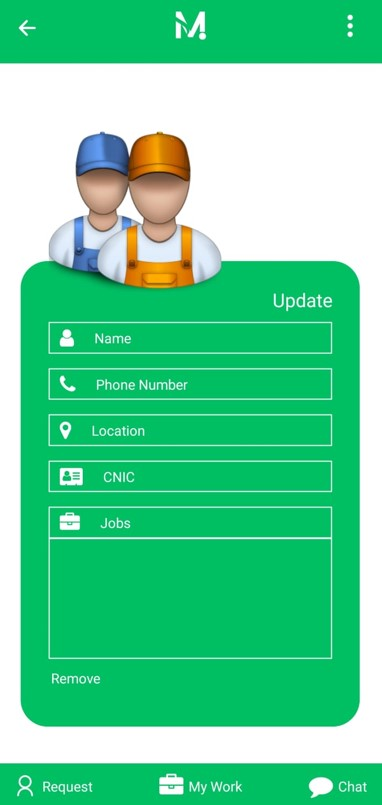 M
Update
Name
Phone Number
Location
CNIC
Jobs
Remove
Request My Work Chat